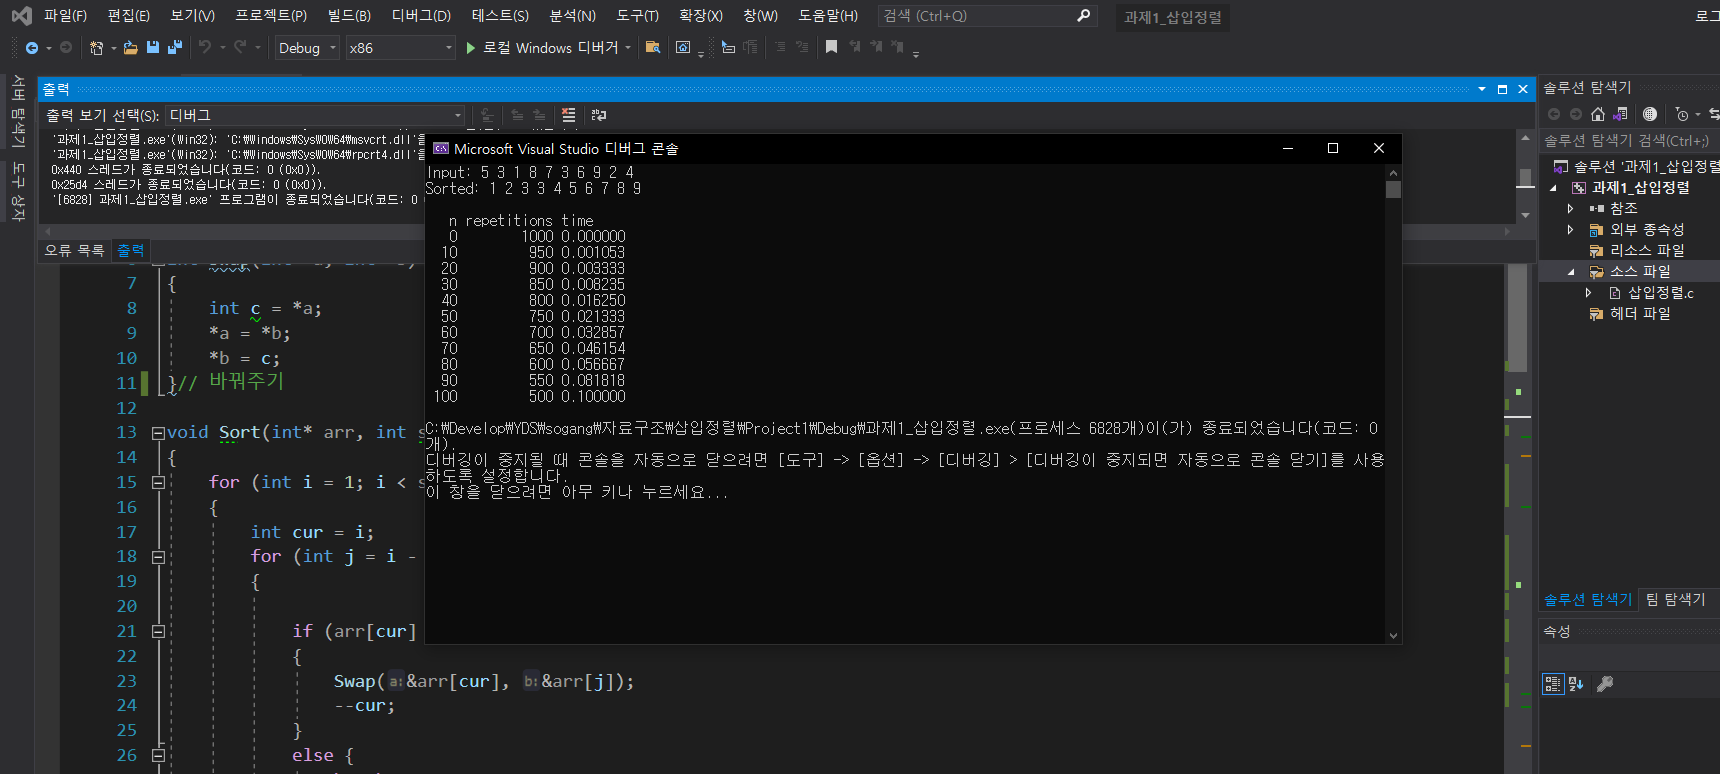 파일(F) 편집(E) 보기(V) 프로젝트(P) 빌드(B) 디버그(D) 테스트(S) 분석(N) 도구(T) 확장(X) 창(W) 도움말(H) 검색 (Ctrl+Q) 과제1_삽입정렬 로그
Debug x86 로컬 Windows 디버거
서버 탐색기
도구 상자
출력
출력 보기 선택(S): 디버그
'과제1_삽입정렬.exe'(Win32): 'C:₩Windows₩SysWOW64₩msvcrt.dll'을
'과제1_삽입정렬.exe'(Win32): 'C:₩Windows₩SysWOW64₩rpcrt4.dll'을
0x440 스레드가 종료되었습니다(코드: 0 (0x0)).
0x25d4 스레드가 종료되었습니다(코드: 0 (0x0)).
'[6828] 과제1_삽입정렬.exe' 프로그램이 종료되었습니다(코드: 0
오류 목록 출력
Microsoft Visual Studio 디버그 콘솔
Input: 5 3 1 8 7 3 6 9 2 4
Sorted: 1 2 3 3 4 5 6 7 8 9
n repetitions time
0 1000 0.000000
10 950 0.001053
20 900 0.003333
30 850 0.008235
40 800 0.016250
50 750 0.021333
60 700 0.032857
70 650 0.046154
80 600 0.056667
90 550 0.081818
100 500 0.100000
C:₩Develop₩YDS₩sogang₩자료구조₩삽입정렬₩Project1₩Debug₩과제1_삽입정렬.exe(프로세스 6828개)이(가) 종료되었습니다(코드: 0
개).
디버깅이 중지될 때 콘솔을 자동으로 닫으려면 [도구] -> [옵션] -> [디버깅] > [디버깅이 중지되면 자동으로 콘솔 닫기]를 사용
하도록 설정합니다.
이 창을 닫으려면 아무 키나 누르세요...
7 {
8 int c = *a;
9 *a = *b;
10 *b = c;
11 }// 바꿔주기
12
13 void Sort(int* arr, int s
14 {
15 for (int i = 1; i < s
16 {
17 int cur = i;
18 for (int j = i -
19 {
20
21 if (arr[cur]
22 {
23 Swap(a:&arr[cur], b:&arr[j]);
24 --cur;
25 }
26 else {
솔루션 탐색기
솔루션 탐색기 검색(Ctrl+;)
솔루션 '과제1_삽입정렬
과제1_삽입정렬
참조
외부 종속성
리소스 파일
소스 파일
삽입정렬.c
헤더 파일
솔루션 탐색기 팀 탐색기
속성